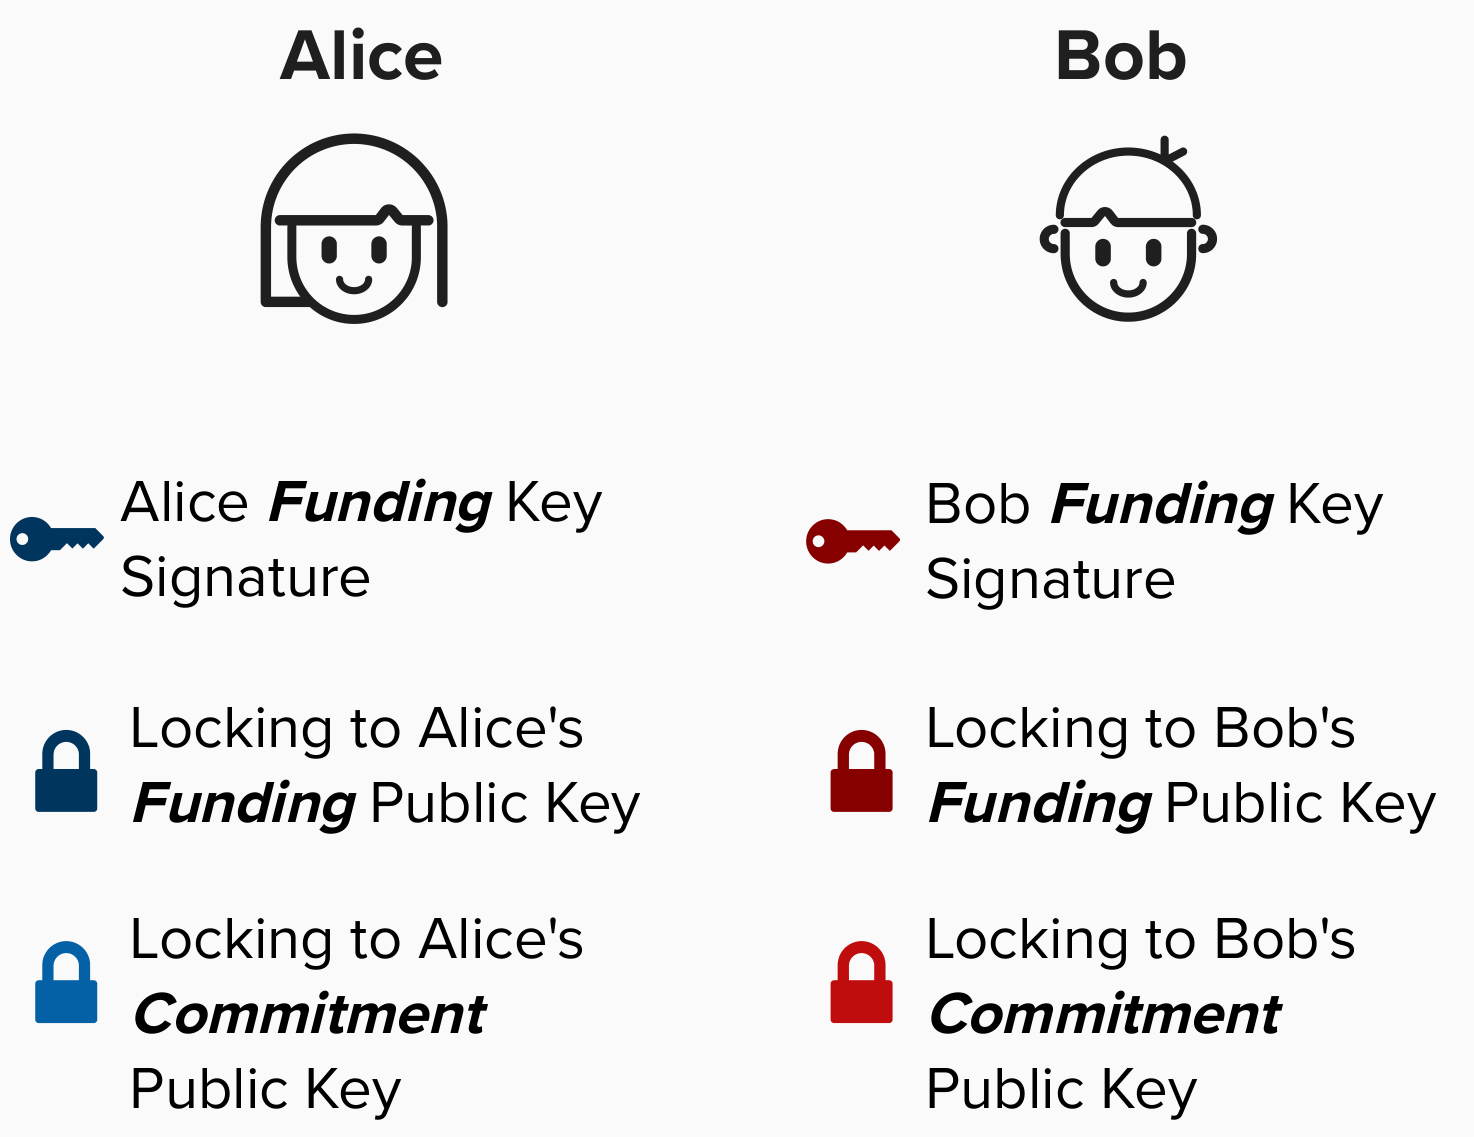 Alice
Bob
Alice Funding Key
Signature
Bob Funding Key
Signature
Locking to Alice's
Funding Public Key
Locking to Bob's
Funding Public Key
Locking to Alice's
Commitment
Public Key
Locking to Bob's
Commitment
Public Key